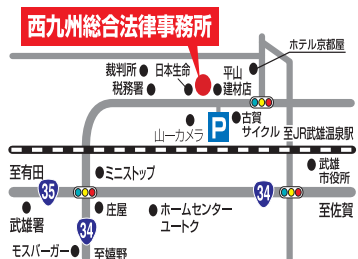 西九州総合法律事務所
ホテル京都屋
裁判所
日本生命
平山
建材店
税務署
P
山一カメラ
古賀
サイクル
至JR武雄温泉駅
至有田
ミニストップ
武雄
市役所
35
34
武雄署
庄屋
ホームセンター
ユートク
至佐賀
34
モスバーガー
至嬉野